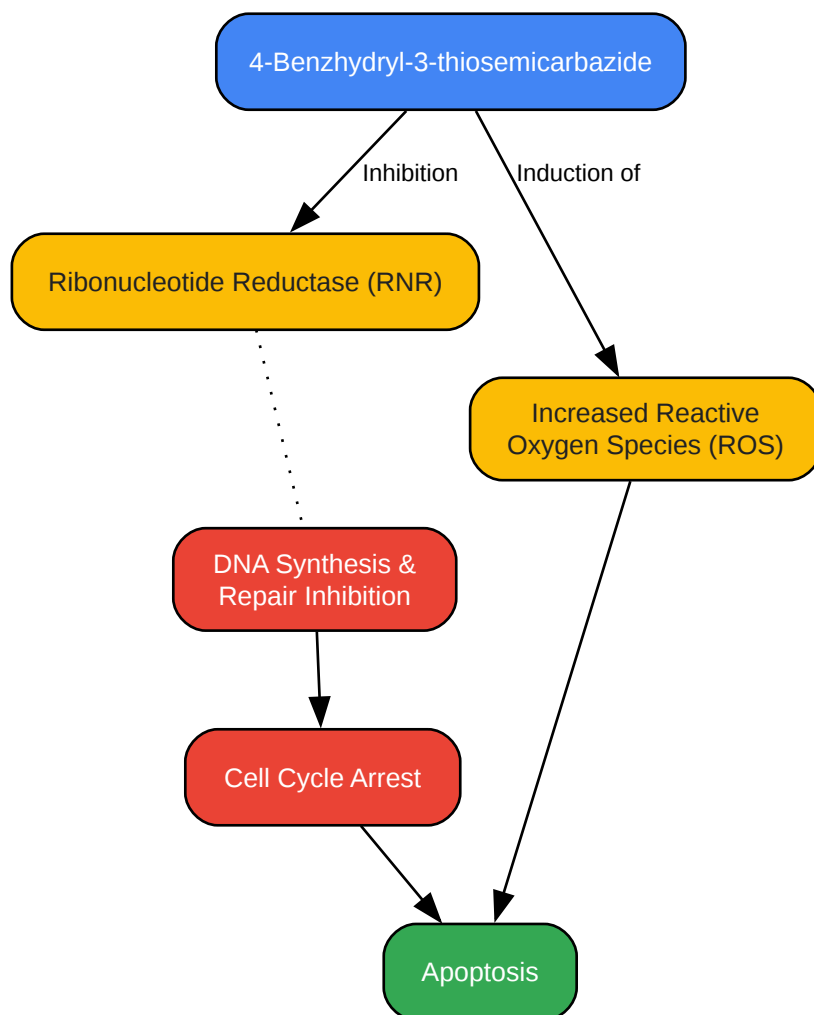 4-Benzhydryl-3-thiosemicarbazide
Inhibition
Induction of
Ribonucleotide Reductase (RNR)
Increased Reactive
Oxygen Species (ROS)
DNA Synthesis &
Repair Inhibition
Cell Cycle Arrest
Apoptosis